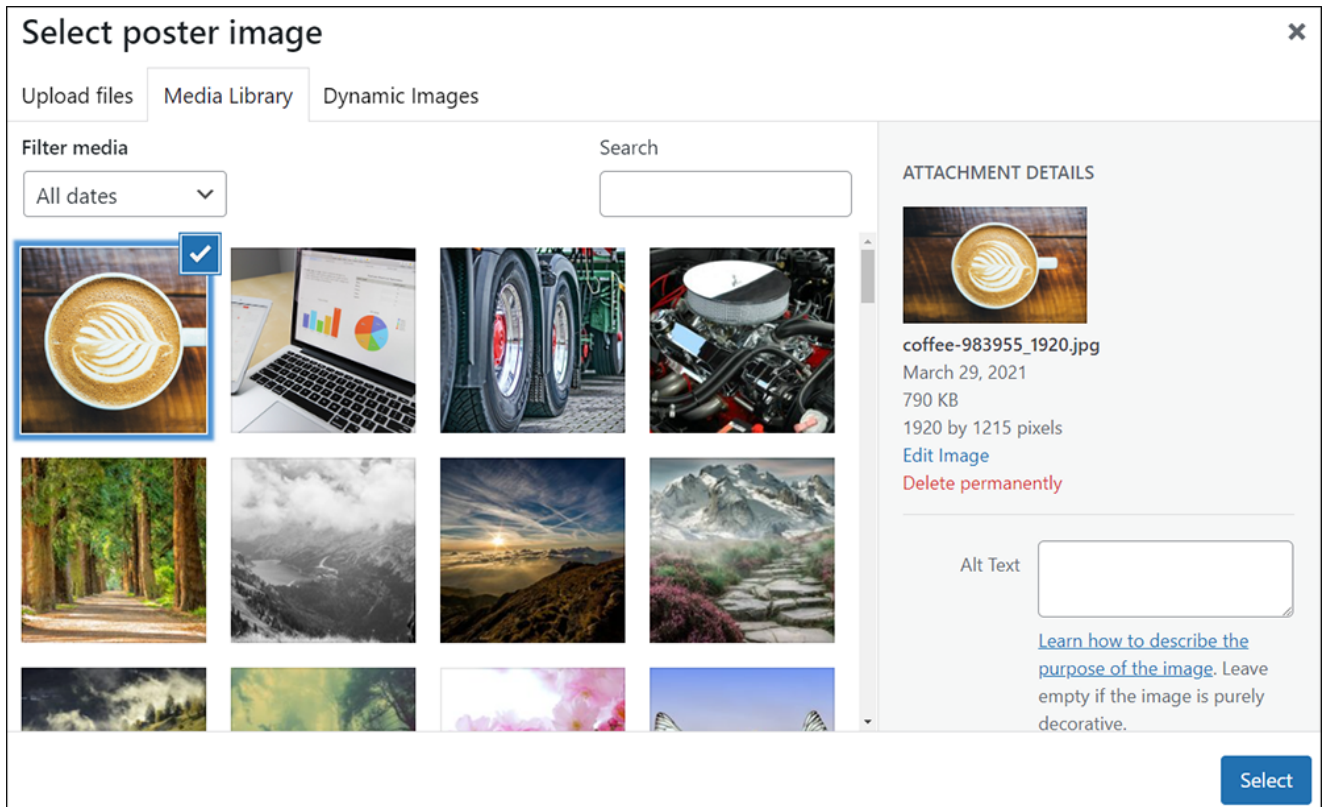 Select poster image
Upload files
Media Library
Dynamic Images
Filter media
Search
All dates
ATTACHMENT DETAILS
coffee-983955_1920.jpg
March 29, 2021
790 KB
1920 by 1215 pixels
Edit Image
Delete permanently
Alt Text
Learn how to describe the
purpose of the image. Leave
empty if the image is purely
decorative.
Select